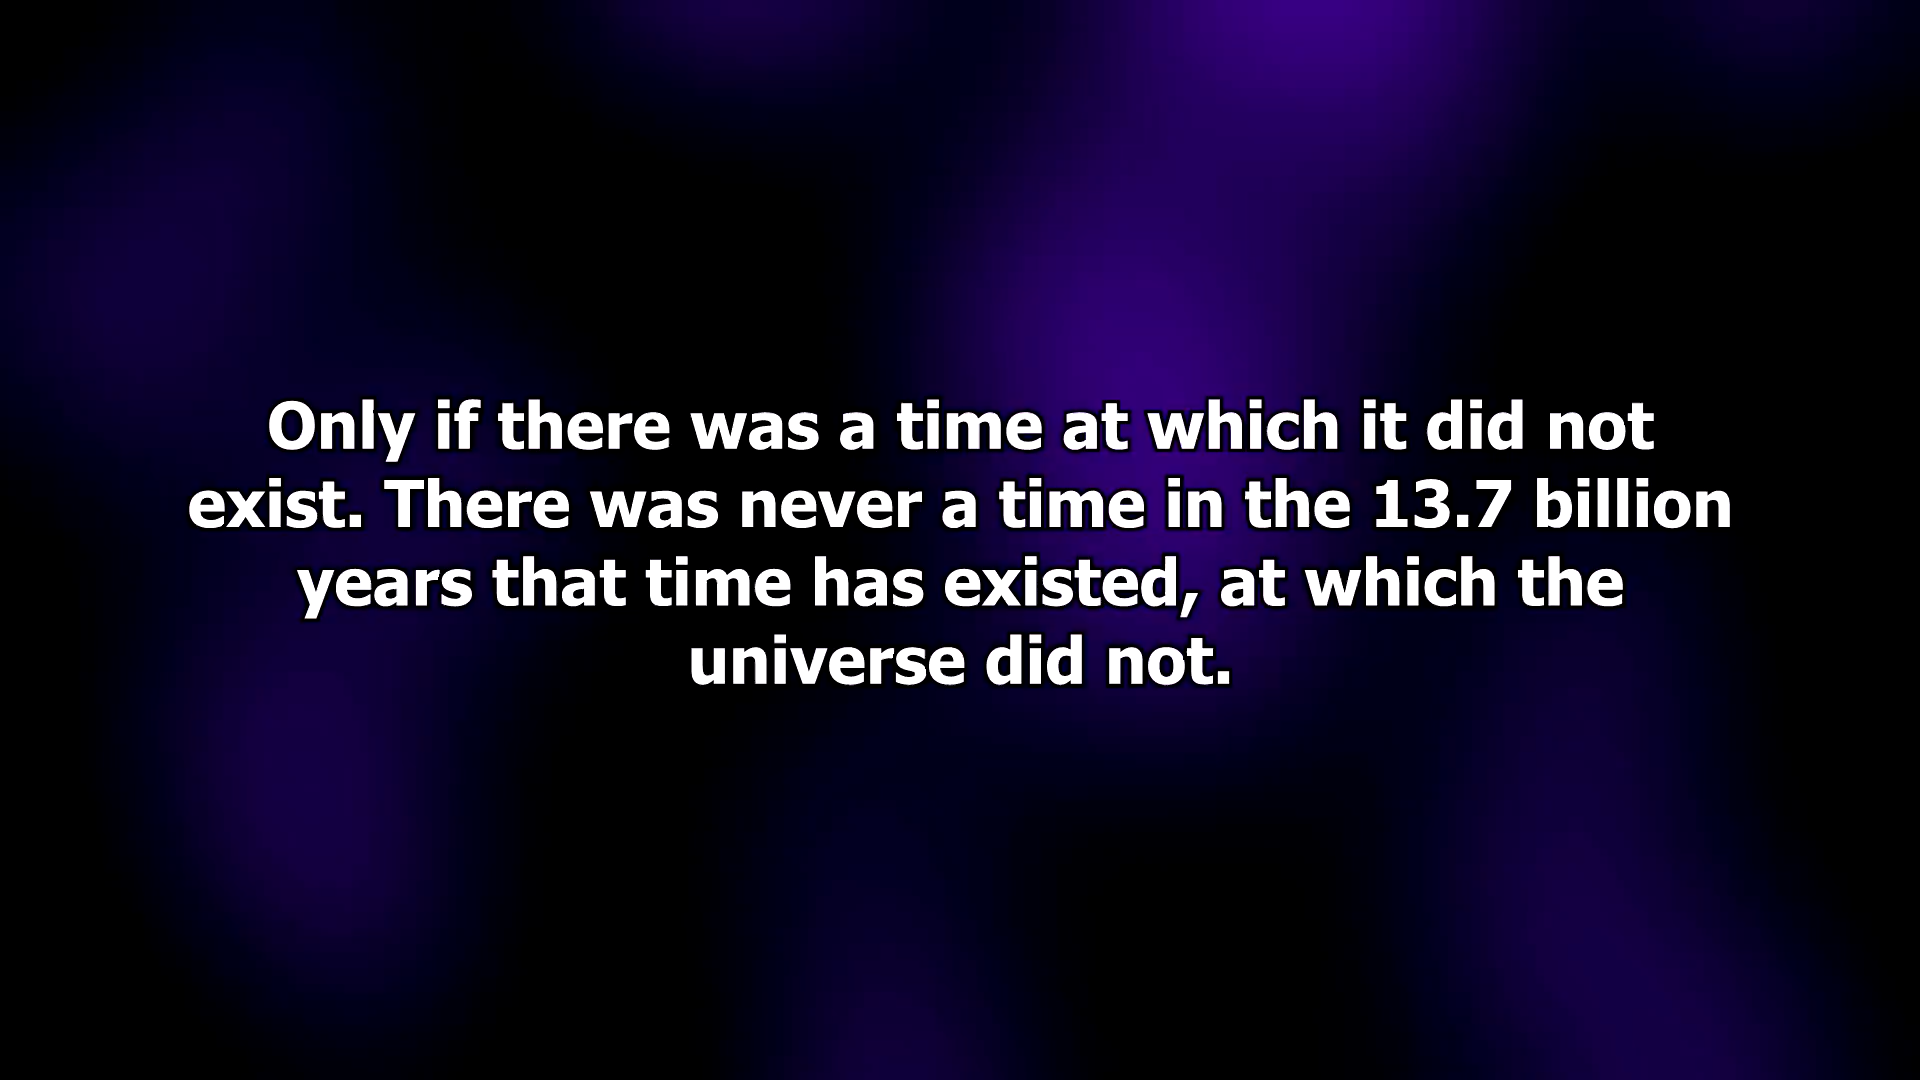 Only if there was a time at which it did not
exist. There was never a time in the 13.7 billion
years that time has existed, at which the
universe did not.